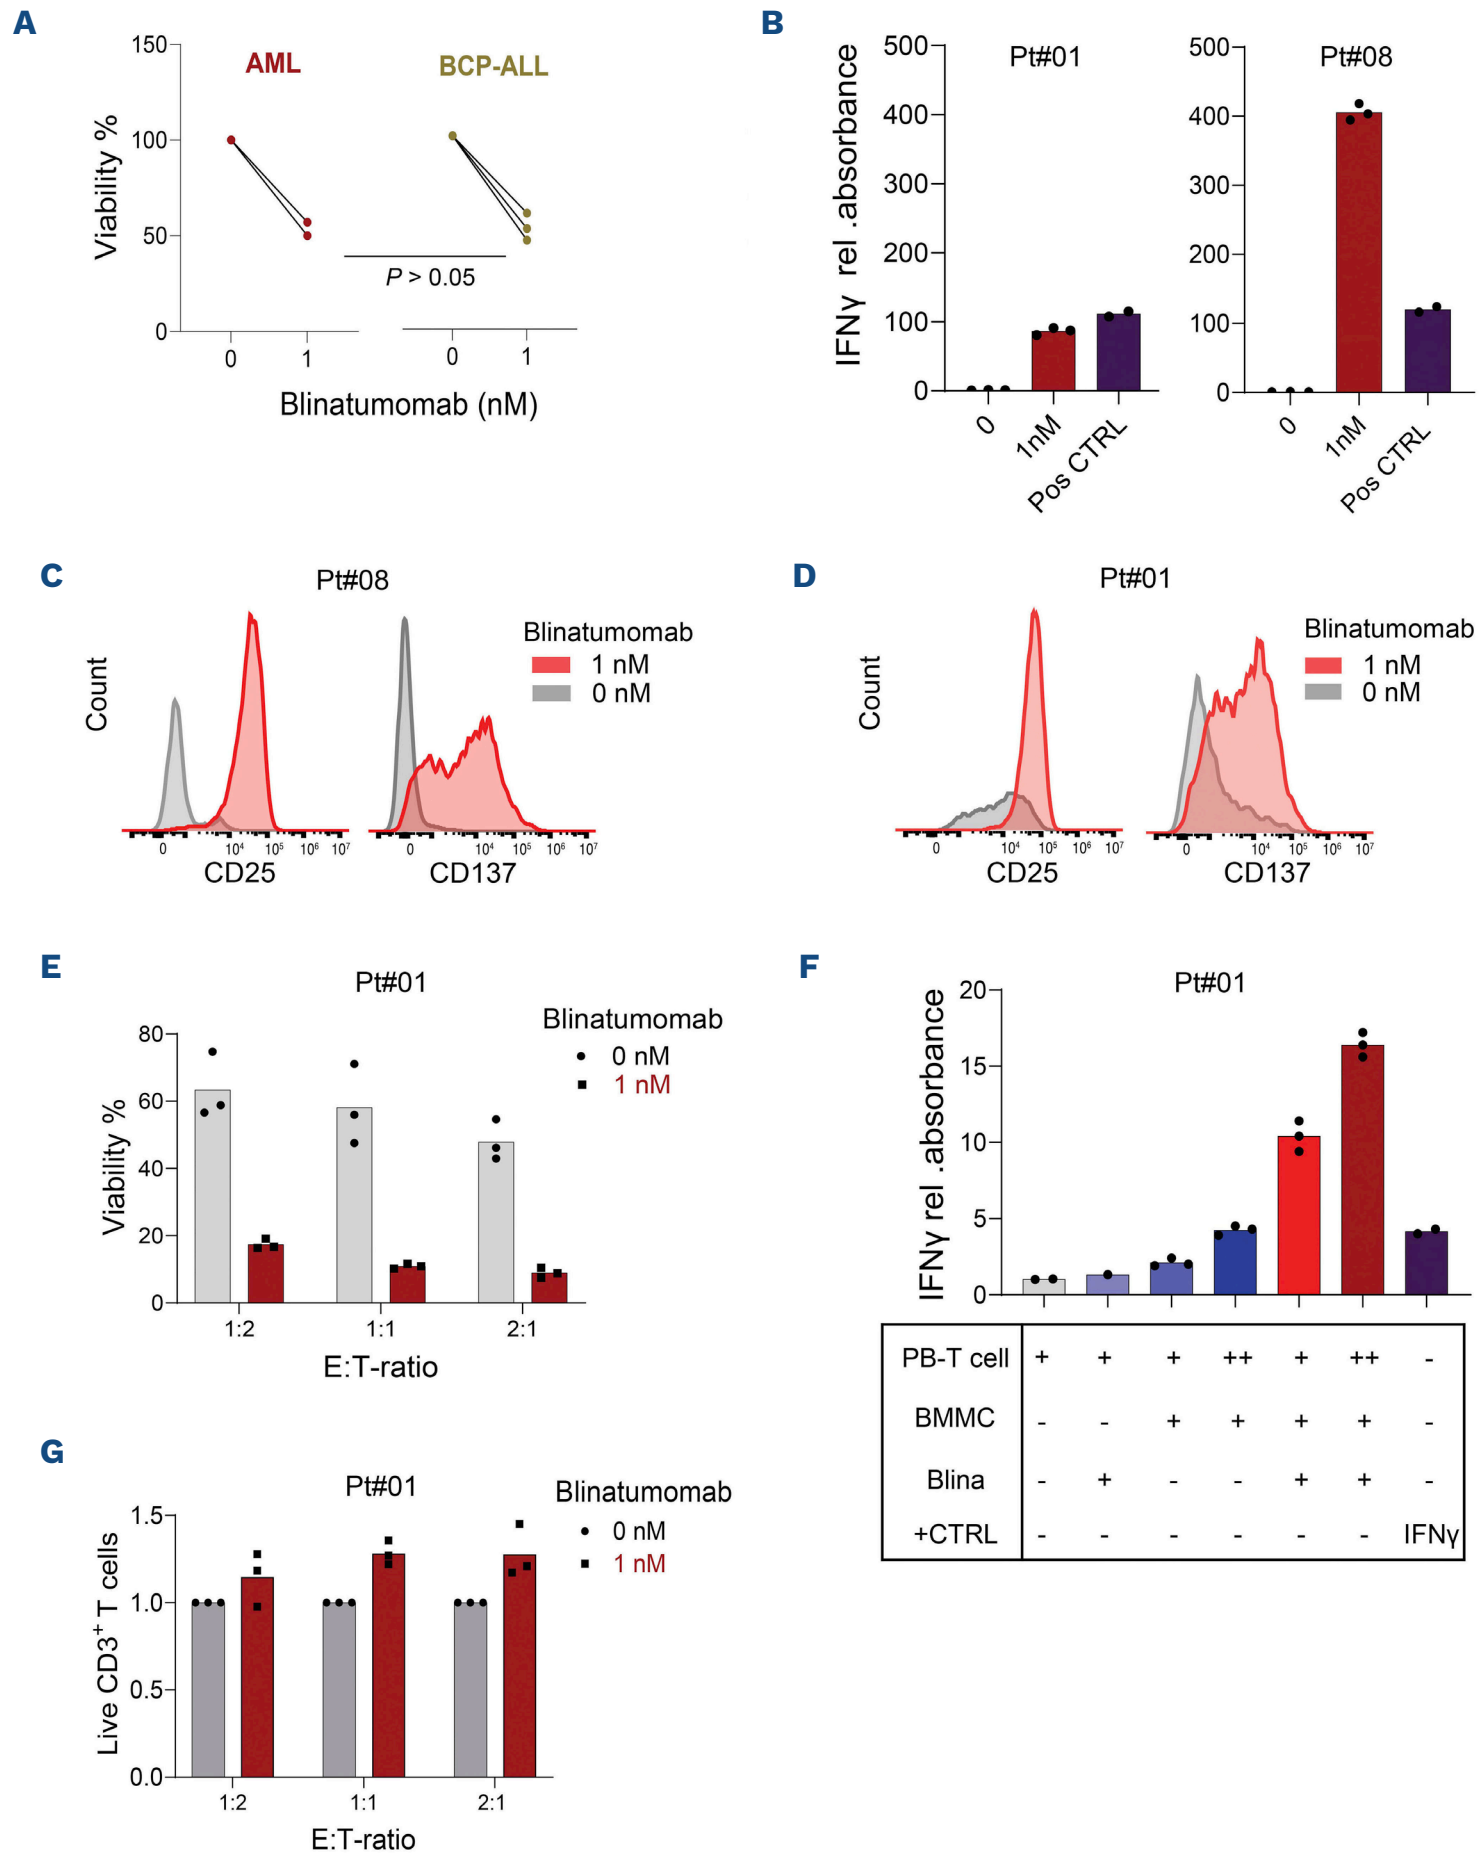 A
150
100
50
0
Viability %
AML
BCP-ALL
P > 0.05
0
1
0
1
Blinatumomab (nM)
B
Pt#01
500
400
300
200
100
0
IFNγ rel .absorbance
0
1nM
Pos CTRL
Pt#08
500
400
300
200
100
0
0
1nM
Pos CTRL
C
Pt#08
Count
Blinatumomab
1 nM
0 nM
0 10⁴ 10⁵ 10⁶ 10⁷
CD25
0 10⁴ 10⁵ 10⁶ 10⁷
CD137
D
Pt#01
Count
Blinatumomab
1 nM
0 nM
0 10⁴ 10⁵ 10⁶ 10⁷
CD25
0 10⁴ 10⁵ 10⁶ 10⁷
CD137
E
Pt#01
Blinatumomab
0 nM
1 nM
80
60
40
20
0
Viability %
1:2
1:1
2:1
E:T-ratio
F
Pt#01
20
15
10
5
0
IFNγ rel .absorbance
PB-T cell + + + ++ + ++ -
BMMC - - + + + + -
Blina - + - - + + -
+CTRL - - - - - - IFNγ
G
Pt#01
Blinatumomab
0 nM
1 nM
1.5
1.0
0.5
0.0
Live CD3⁺ T cells
1:2
1:1
2:1
E:T-ratio